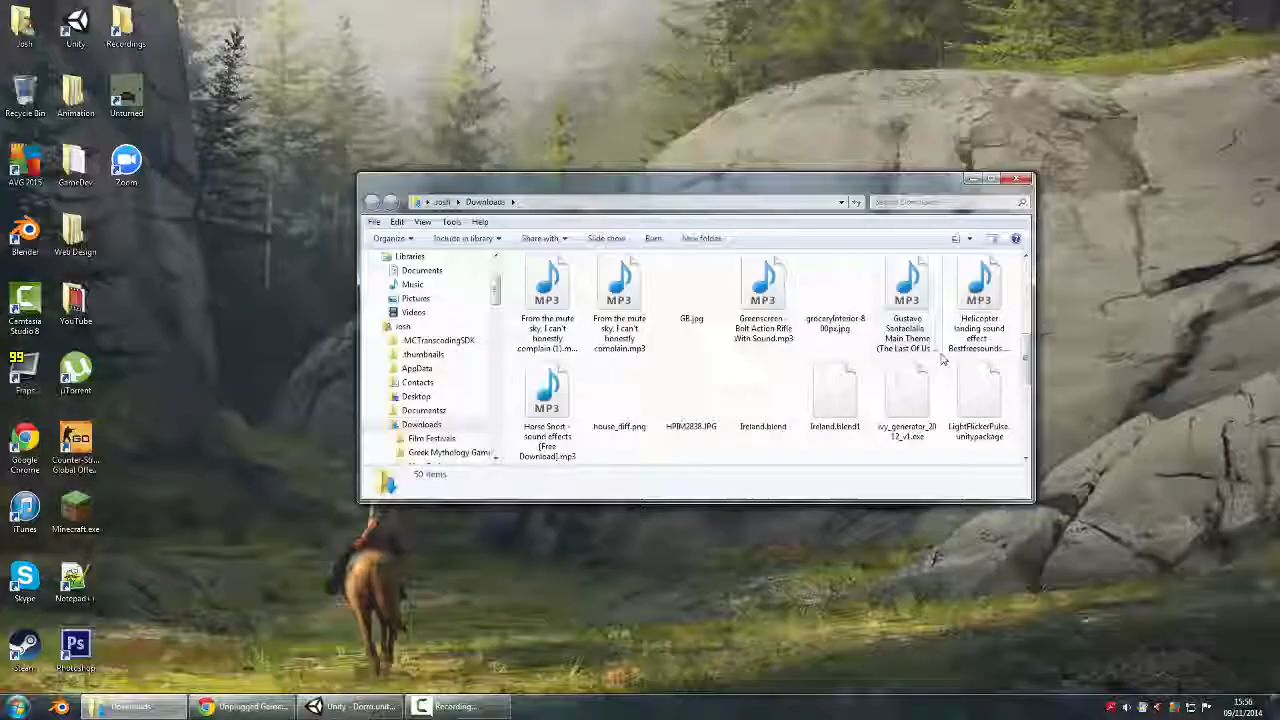 Josh
Unity
Recordings
Recycle Bin
Animation
Unturned
AVG 2015
GameDev
Zoom
Blender
Web Design
Camtasia
Studio 8
YouTube
99
Fraps
µTorrent
Google
Chrome
Counter-Str...
Global Offe...
iTunes
Minecraft.exe
Skype
Notepad++
Steam
Ps
Photoshop
Josh
Downloads
Search Downloads
File
Edit
View
Tools
Help
Organize
Include in library
Share with
Slide show
Burn
New folder
Libraries
Documents
Music
Pictures
Videos
Josh
.MCTranscodingSDK
.thumbnails
AppData
Contacts
Desktop
Documentsz
Downloads
Film Festivals
Greek Mythology Gam
MP3
From the mute
sky, I can't
honestly
complain (1).m...
MP3
From the mute
sky, I can't
honestly
complain.mp3
GB.jpg
MP3
Greenscreen -
Bolt Action Rifle
With Sound.mp3
groceryInterior-8
00px.jpg
MP3
Gustavo
Santaolalla
Main Theme
(The Last Of Us ...
MP3
Helicopter
landing sound
effect -
Bestfreesounds....
MP3
Horse Snort -
sound effects
[Free
Download].mp3
house_diff.png
HPIM2838.JPG
Ireland.blend
Ireland.blend1
ivy_generator_20
12_v1.exe
LightFlickerPulse.
unitypackage
50 items
Downloads
Unplugged Game...
Unity - Dorro.unit...
Recording...
15:56
09/11/2014